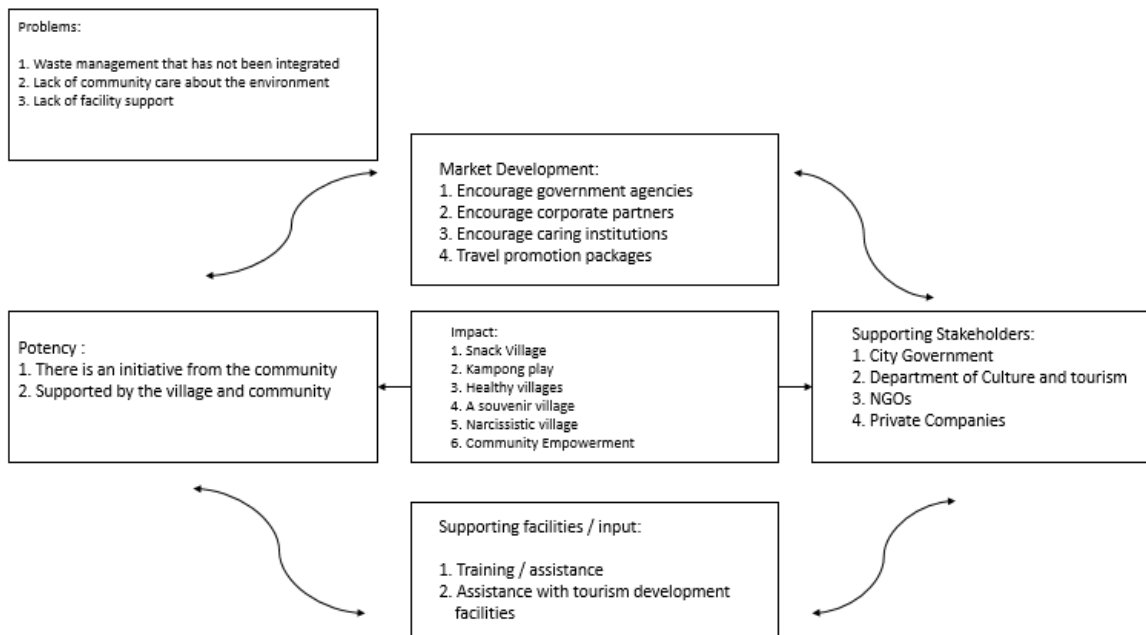 Problems:
1. Waste management that has not been integrated
2. Lack of community care about the environment
3. Lack of facility support
Market Development:
1. Encourage government agencies
2. Encourage corporate partners
3. Encourage caring institutions
4. Travel promotion packages
Potency :
1. There is an initiative from the community
2. Supported by the village and community
Impact:
1. Snack Village
2. Kampong play
3. Healthy villages
4. A souvenir village
5. Narcissistic village
6. Community Empowerment
Supporting Stakeholders:
1. City Government
2. Department of Culture and tourism
3. NGOs
4. Private Companies
Supporting facilities / input:
1. Training / assistance
2. Assistance with tourism development
facilities